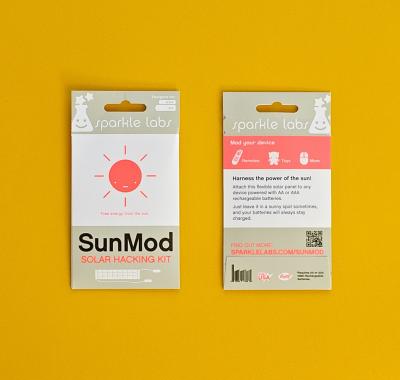 sparkle labs
Free energy from the sun
SunMod
SOLAR HACKING KIT
sparkle labs
Mod your device
Remotes
Toys
Mice
Harness the power of the sun!
Attach this flexible solar panel to any
device powered with AA or AAA
rechargeable batteries.
Just leave it in a sunny spot sometimes,
and your batteries will always stay
charged.
FIND OUT MORE:
SPARKLELABS.COM/SUNMOD